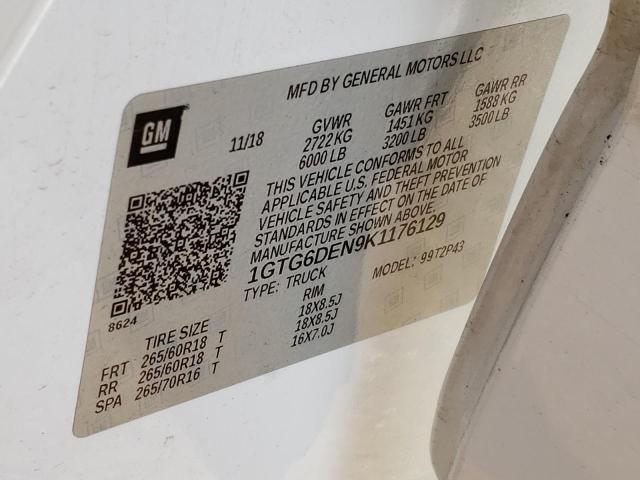 MFD BY GENERAL MOTORS LLC
GM
11/18
GVWR GAWR FRT GAWR RR
2722 KG 1451 KG 1588 KG
6000 LB 3200 LB 3500 LB
THIS VEHICLE CONFORMS TO ALL
APPLICABLE U.S. FEDERAL MOTOR
VEHICLE SAFETY AND THEFT PREVENTION
STANDARDS IN EFFECT ON THE DATE OF
MANUFACTURE SHOWN ABOVE.
1GTG6DEN9K1176129
TYPE: TRUCK MODEL: 99T2P43
8624
TIRE SIZE RIM
FRT 265/60R18 T 18X8.5J
RR 265/60R18 T 18X8.5J
SPA 265/70R16 T 16X7.0J